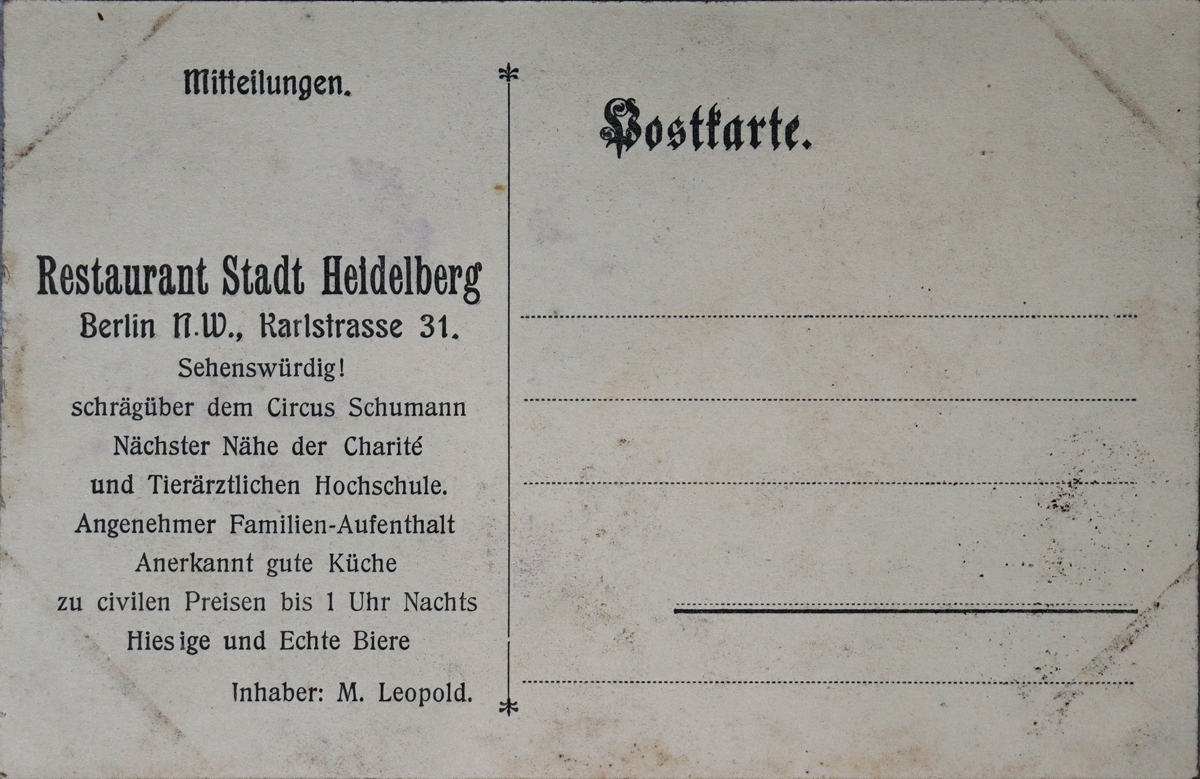 Mitteilungen.
Postkarte.
Restaurant Stadt Heidelberg
Berlin N.W., Karlstrasse 31.
Sehenswürdig!
schrägüber dem Circus Schumann
Nächster Nähe der Charité
und Tierärztlichen Hochschule.
Angenehmer Familien-Aufenthalt
Anerkannt gute Küche
zu civilen Preisen bis 1 Uhr Nachts
Hiesige und Echte Biere
Inhaber: M. Leopold.